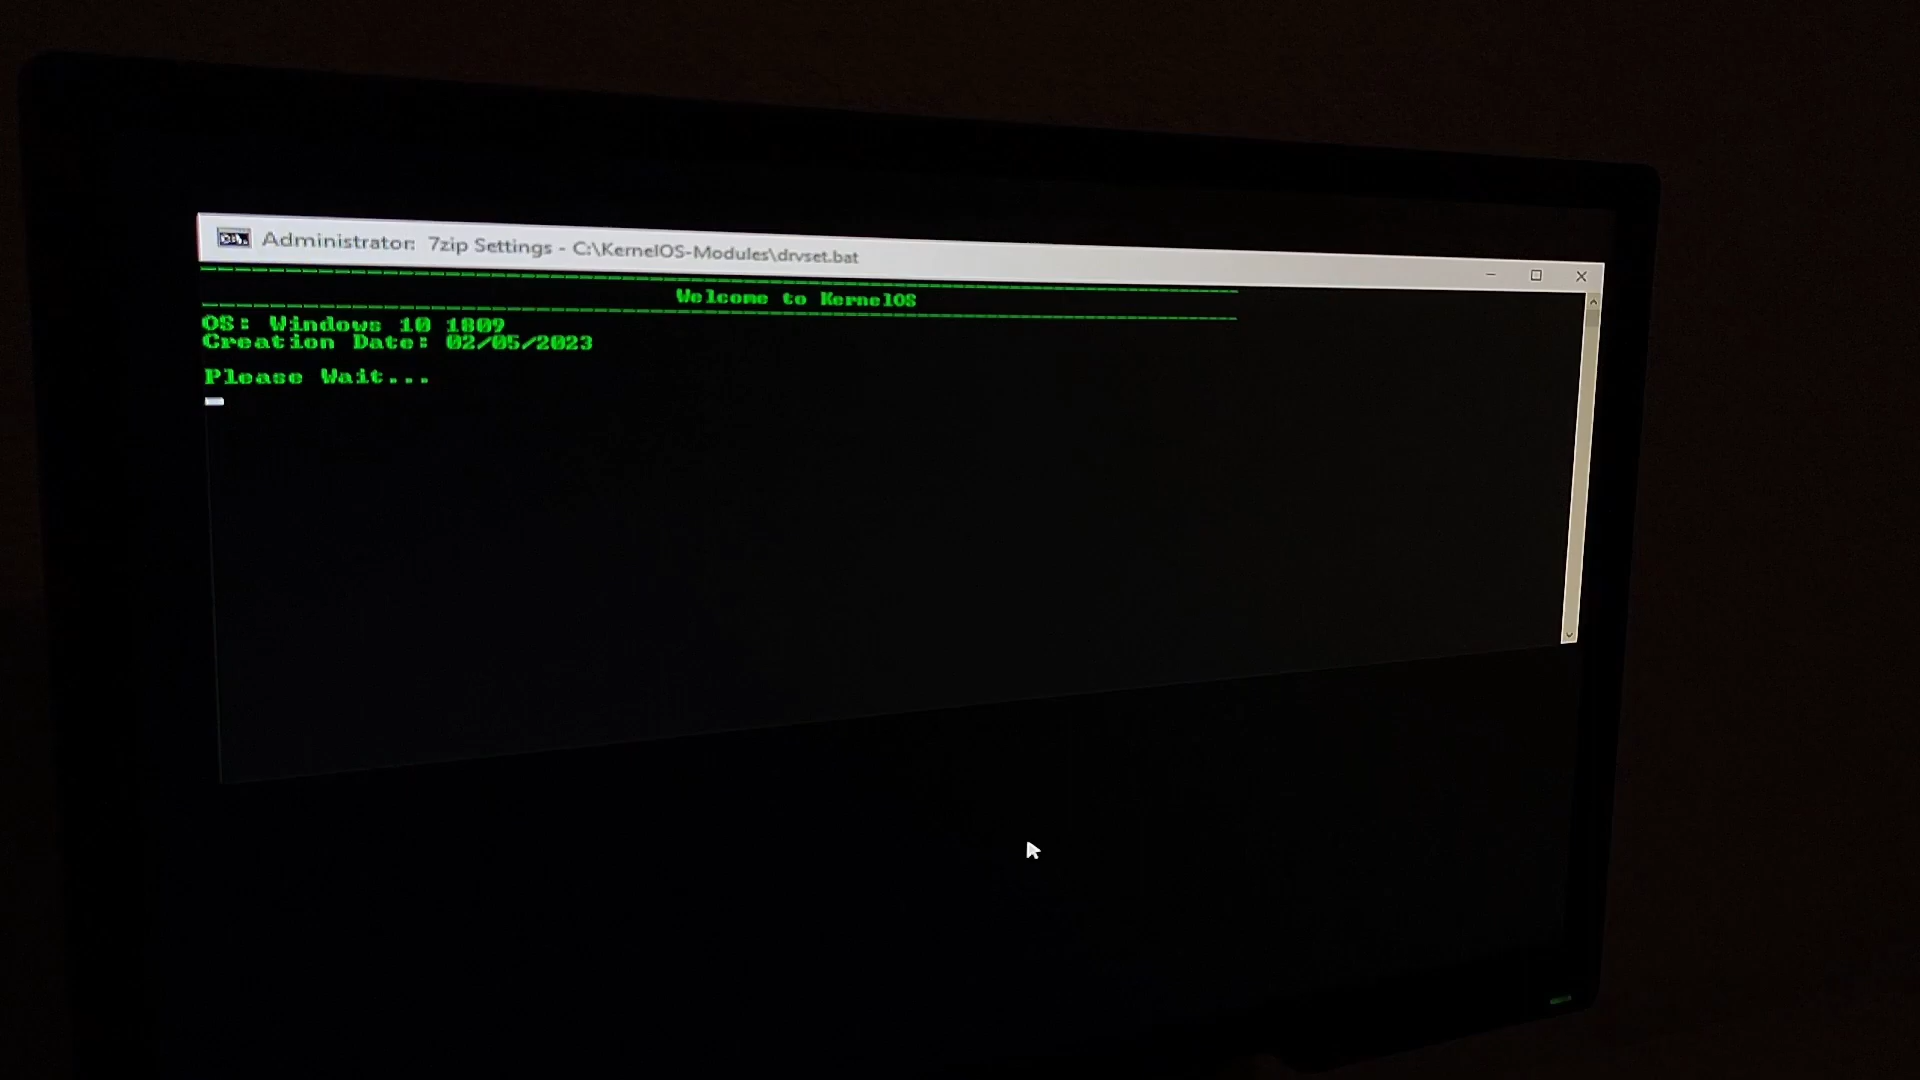 Administrator: 7zip Settings - C:\KernelOS-Modules\drvset.bat
Welcome to KernelOS
OS: Windows 10 1809
Creation Date: 02/05/2023
Please Wait...